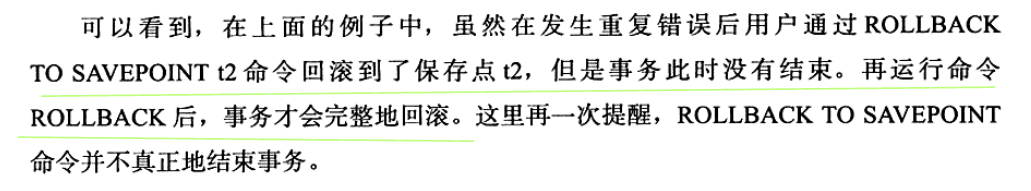 可以看到，在上面的例子中，虽然在发生重复错误后用户通过 ROLLBACK
TO SAVEPOINT t2 命令回滚到了保存点 t2，但是事务此时没有结束。再运行命令
ROLLBACK 后，事务才会完整地回滚。这里再一次提醒，ROLLBACK TO SAVEPOINT
命令并不真正地结束事务。